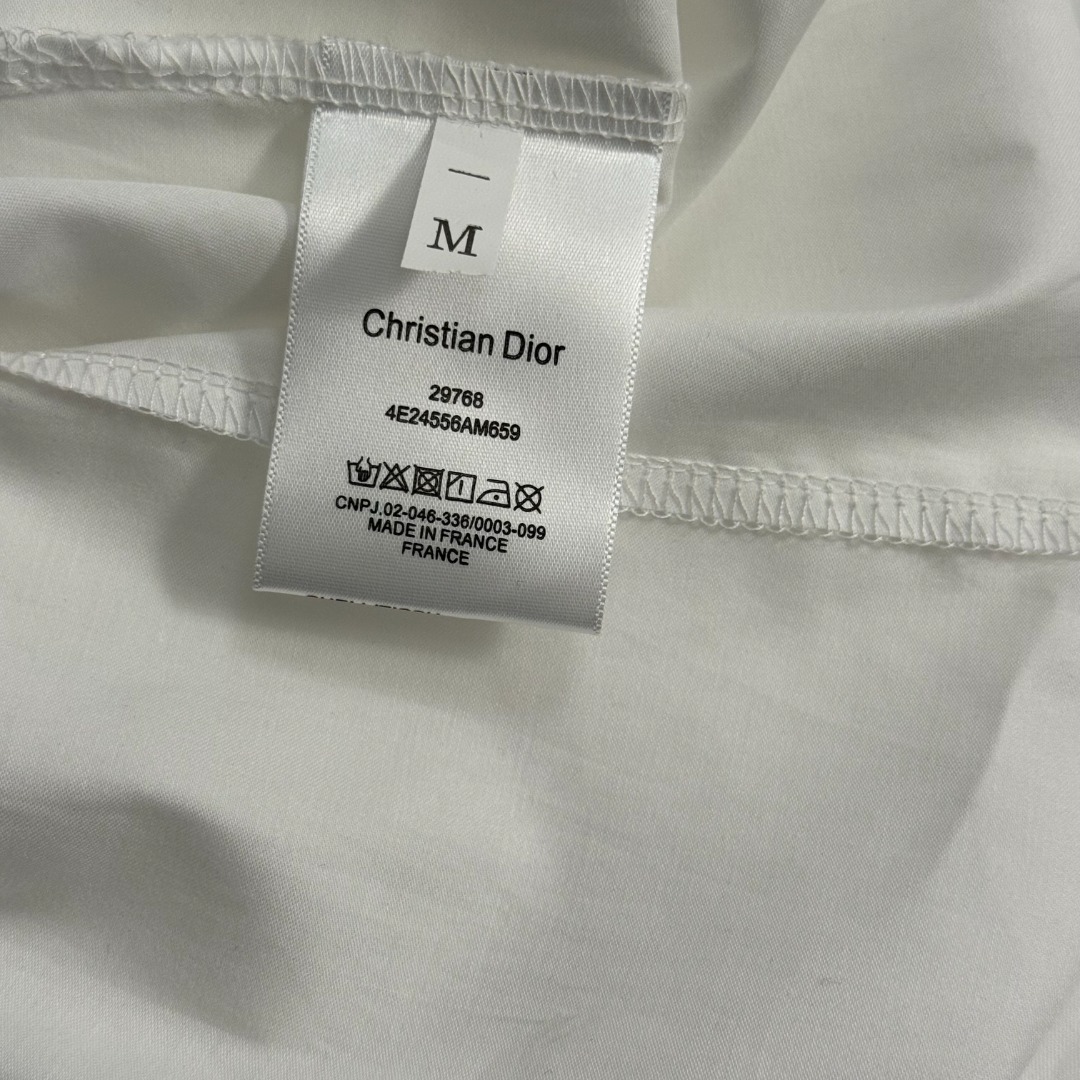 M
Christian Dior
29768
4E24556AM659
CNPJ.02-046-336/0003-099
MADE IN FRANCE
FRANCE